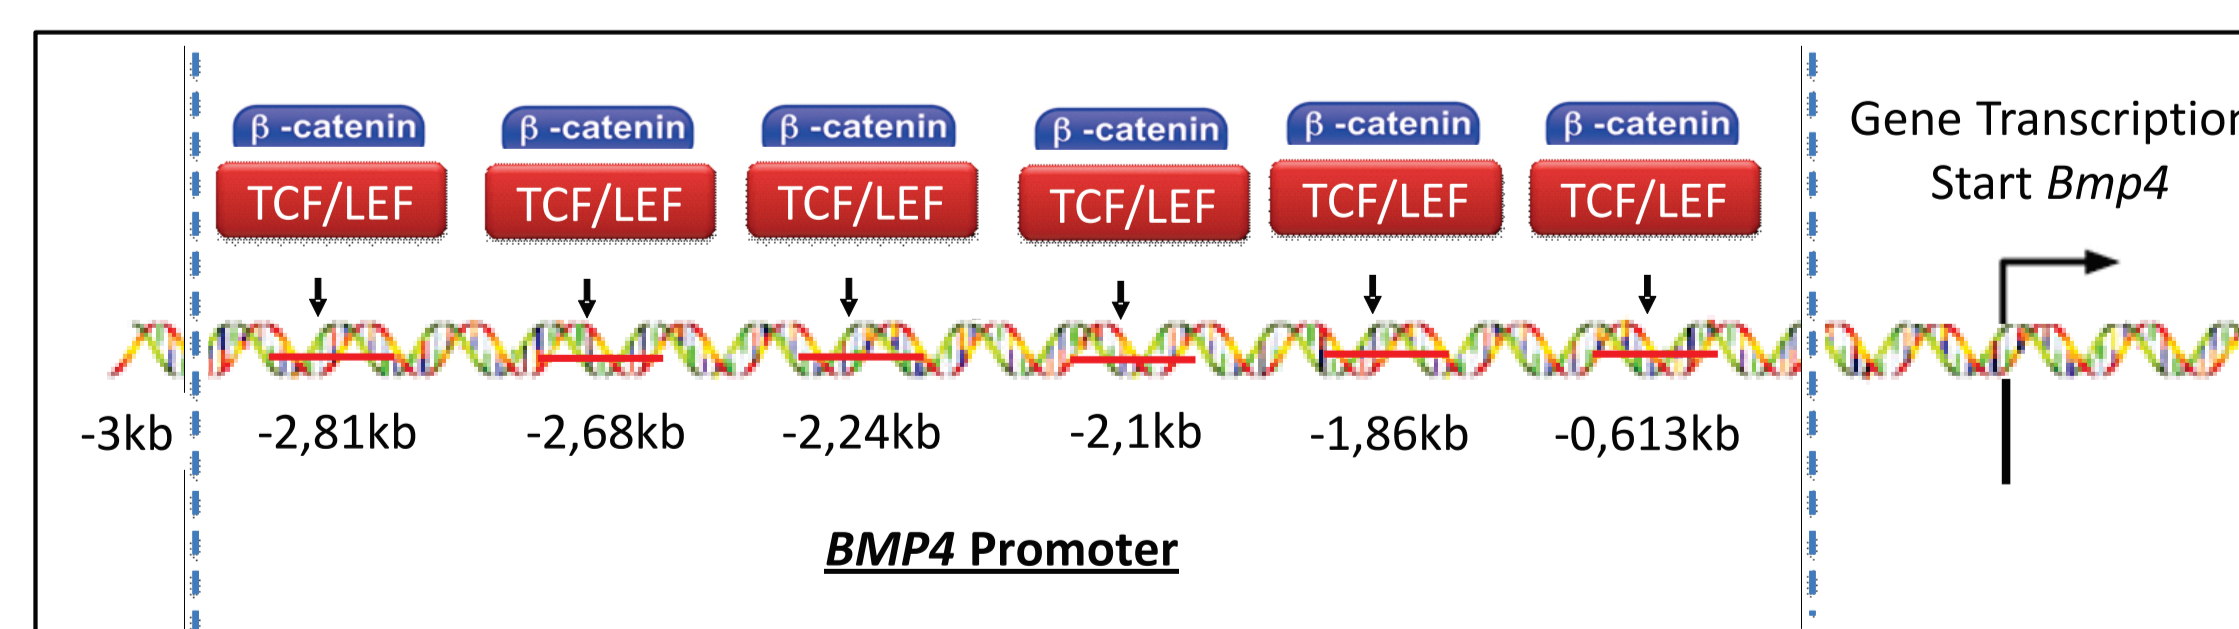 β -catenin β -catenin β -catenin β -catenin β -catenin β -catenin
TCF/LEF TCF/LEF TCF/LEF TCF/LEF TCF/LEF TCF/LEF
Gene Transcription
Start Bmp4
-3kb -2,81kb -2,68kb -2,24kb -2,1kb -1,86kb -0,613kb
BMP4 Promoter